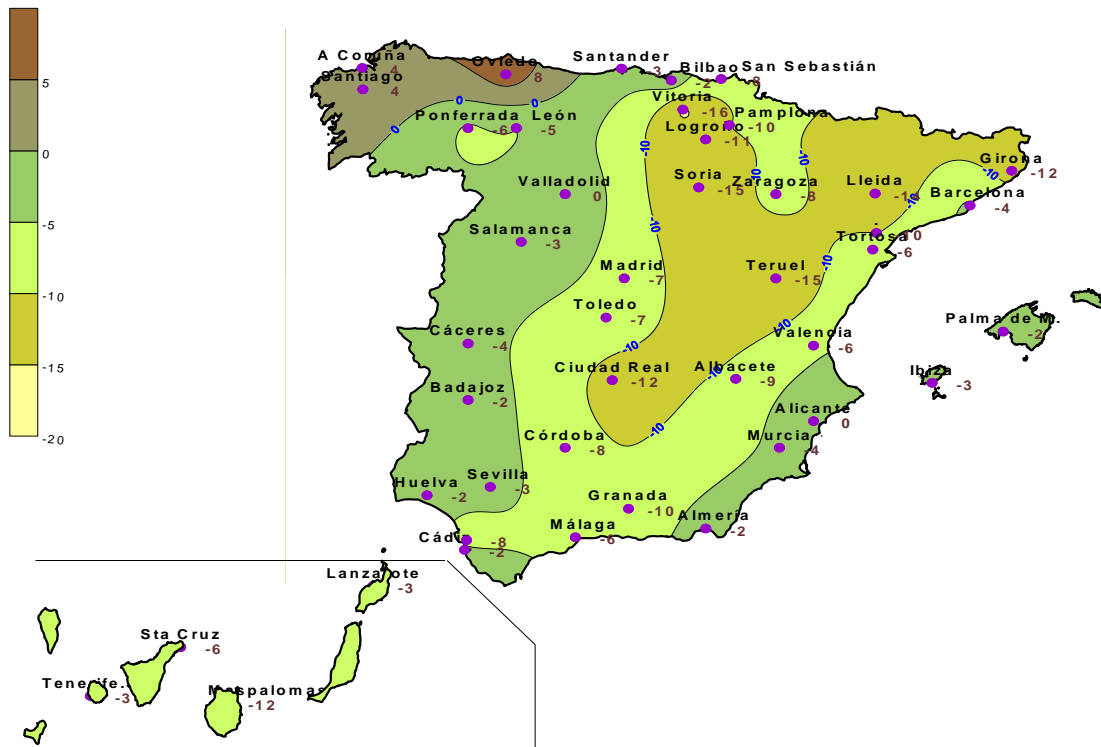 5
0
-5
-10
-15
-20
A Coruña 4
Santiago 4
Oviedo 8
Santander -3
Bilbao -2
San Sebastián -8
Vitoria -16
Pamplona -10
Logroño -11
Ponferrada -6
León -5
0
0
0
-10
-10
-10
-10
Valladolid 0
Soria -15
Zaragoza -8
Lleida
Girona -12
-10
-10
Barcelona -4
Salamanca -3
-10
Tortosa -6
-10
Madrid -7
Teruel -15
Toledo -7
-10
-10
Valencia -6
Palma de M. -2
Cáceres -4
Ciudad Real -12
Albacete -9
-10
Ibiza -3
Badajoz -2
Alicante 0
-10
Córdoba -8
Murcia -4
Huelva -2
Sevilla -3
Granada -10
Almería -2
Málaga -6
Cádiz -2
-8
Lanzarote -3
Sta Cruz -6
Tenerife. -3
Maspalomas -12